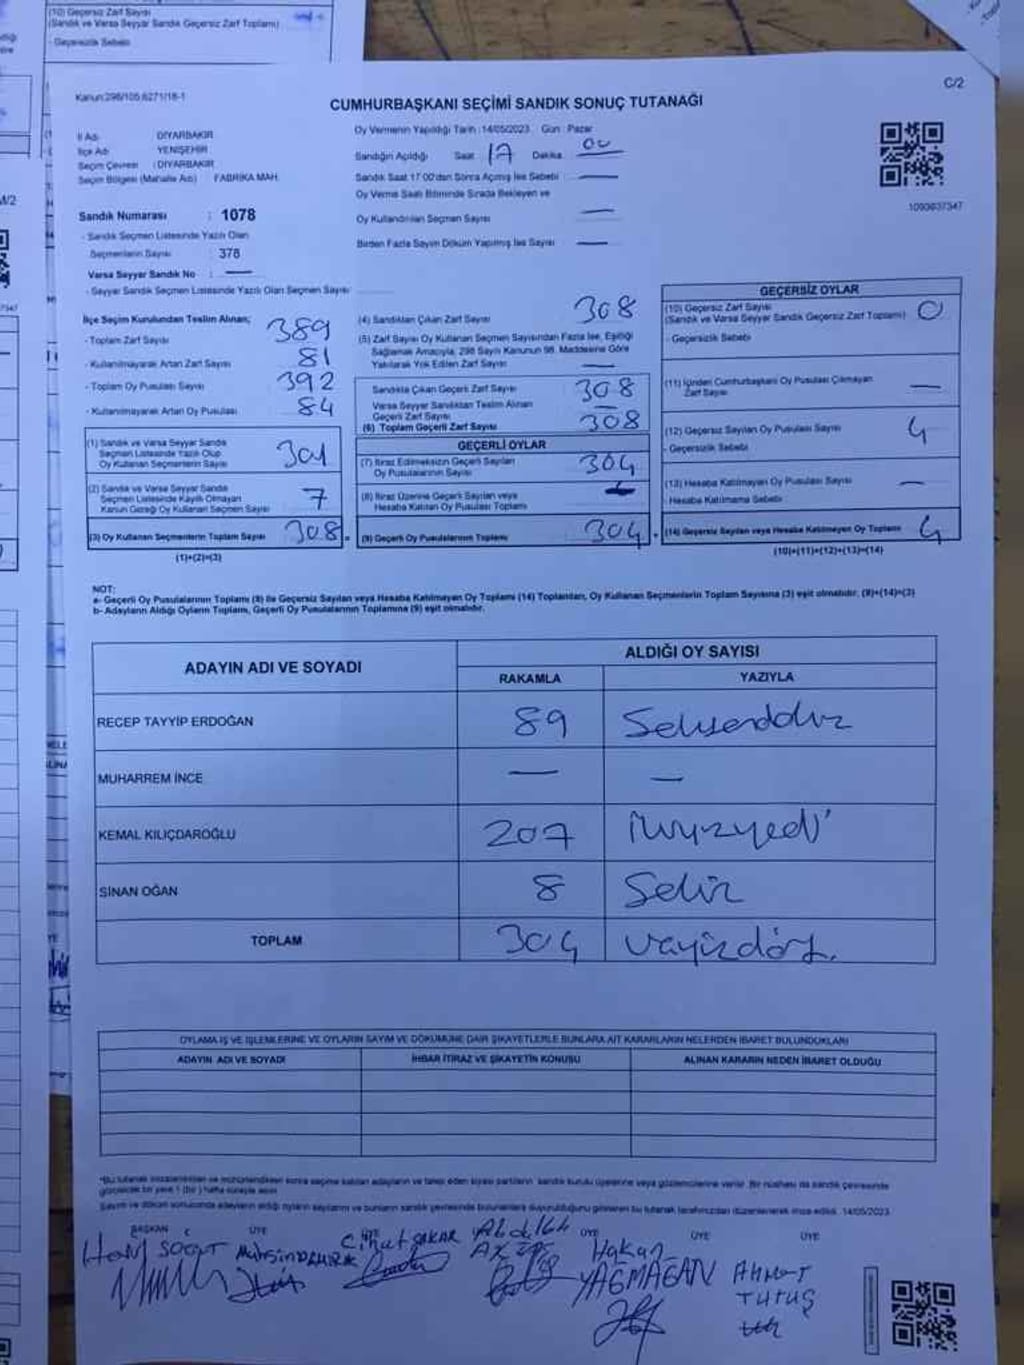 (10) Geçersiz Zarf Sayısı
(Sandık ve Varsa Seyyar Sandık Geçersiz Zarf Toplamı)
- Geçersizlik Sebebi
Kanun:298/105,6271/18-1
C/2
CUMHURBAŞKANI SEÇİMİ SANDIK SONUÇ TUTANAĞI
İl Adı : DİYARBAKIR
İlçe Adı : YENİŞEHİR
Seçim Çevresi : DİYARBAKIR
Seçim Bölgesi (Mahalle Adı) FABRİKA MAH.
Sandık Numarası : 1078
- Sandık Seçmen Listesinde Yazılı Olan
Seçmenlerin Sayısı : 378
Varsa Seyyar Sandık No : —
- Seyyar Sandık Seçmen Listesinde Yazılı Olan Seçmen Sayısı
Oy Vermenin Yapıldığı Tarih :14/05/2023 Gün : Pazar
Sandığın Açıldığı Saat 17 Dakika 00
Sandık Saat 17:00'dan Sonra Açılmış İse Sebebi —
Oy Verme Saati Bitiminde Sırada Bekleyen ve
Oy Kullandırılan Seçmen Sayısı —
Birden Fazla Sayım Döküm Yapılmış İse Sayısı —
1093637347
İlçe Seçim Kurulundan Teslim Alınan;
- Toplam Zarf Sayısı 389
- Kullanılmayarak Artan Zarf Sayısı 81
- Toplam Oy Pusulası Sayısı 392
- Kullanılmayarak Artan Oy Pusulası 84
(1) Sandık ve Varsa Seyyar Sandık
Seçmen Listesinde Yazılı Olup
Oy Kullanan Seçmenlerin Sayısı 301
(2) Sandık ve Varsa Seyyar Sandık
Seçmen Listesinde Kayıtlı Olmayan
Kanun Gereği Oy Kullanan Seçmen Sayısı 7
(3) Oy Kullanan Seçmenlerin Toplam Sayısı 308
(1)+(2)=(3)
(4) Sandıktan Çıkan Zarf Sayısı 308
(5) Zarf Sayısı Oy Kullanan Seçmen Sayısından Fazla İse, Eşitliği
Sağlamak Amacıyla, 298 Sayılı Kanunun 98. Maddesine Göre
Yakılarak Yok Edilen Zarf Sayısı —
Sandıkta Çıkan Geçerli Zarf Sayısı 308
Varsa Seyyar Sandıktan Teslim Alınan
Geçerli Zarf Sayısı —
(6) Toplam Geçerli Zarf Sayısı 308
GEÇERLİ OYLAR
(7) İtiraz Edilmeksizin Geçerli Sayılan
Oy Pusulalarının Sayısı 304
(8) İtiraz Üzerine Geçerli Sayılan veya
Hesaba Katılan Oy Pusulası Toplamı
(9) Geçerli Oy Pusulalarının Toplamı 304
GEÇERSİZ OYLAR
(10) Geçersiz Zarf Sayısı
(Sandık ve Varsa Seyyar Sandık Geçersiz Zarf Toplamı) 0
- Geçersizlik Sebebi
(11) İçinden Cumhurbaşkanı Oy Pusulası Çıkmayan
Zarf Sayısı —
(12) Geçersiz Sayılan Oy Pusulası Sayısı 4
- Geçersizlik Sebebi
(13) Hesaba Katılmayan Oy Pusulası Sayısı —
- Hesaba Katılmama Sebebi
(14) Geçersiz Sayılan veya Hesaba Katılmayan Oy Toplamı 4
(10)+(11)+(12)+(13)=(14)
NOT:
a- Geçerli Oy Pusulalarının Toplamı (9) ile Geçersiz Sayılan veya Hesaba Katılmayan Oy Toplamı (14) Toplamları, Oy Kullanan Seçmenlerin Toplam Sayısına (3) eşit olmalıdır. (9)+(14)=(3)
b- Adayların Aldığı Oyların Toplamı, Geçerli Oy Pusulalarının Toplamına (9) eşit olmalıdır.
ADAYIN ADI VE SOYADI
ALDIĞI OY SAYISI
RAKAMLA YAZIYLA
RECEP TAYYİP ERDOĞAN 89 Seksendokuz
MUHARREM İNCE — —
KEMAL KILIÇDAROĞLU 207 ikiyüzyedi
SİNAN OĞAN 8 Sekiz
TOPLAM 304 üçyüzdört
OYLAMA İŞ VE İŞLEMLERİNE VE OYLARIN SAYIM VE DÖKÜMÜNE DAİR ŞİKAYETLERLE BUNLARA AİT KARARLARIN NELERDEN İBARET BULUNDUKLARI
ADAYIN ADI VE SOYADI İHBAR İTİRAZ VE ŞİKAYETİN KONUSU ALINAN KARARIN NEDEN İBARET OLDUĞU
BAŞKAN ÜYE ÜYE ÜYE ÜYE ÜYE
Hakan
YAĞMAGAN
AHMET
TUTUŞ